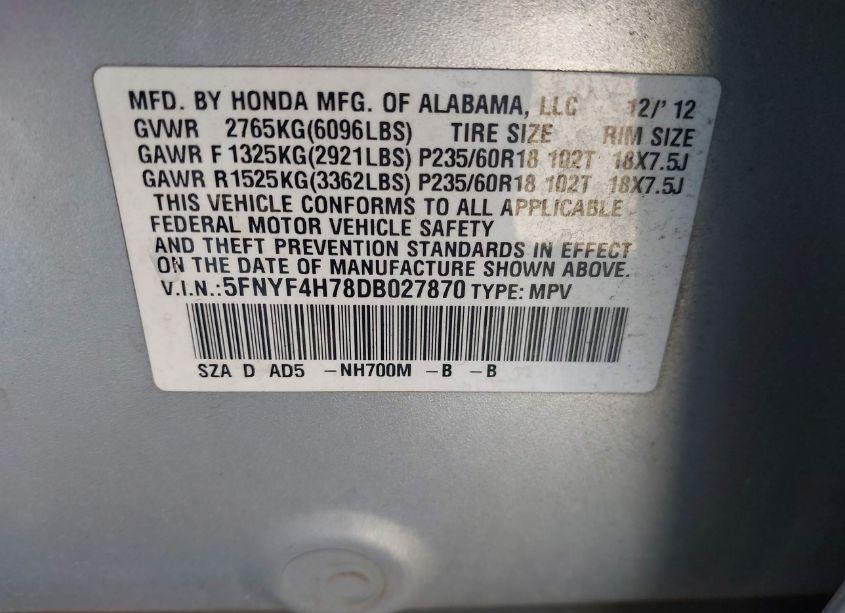 MFD. BY HONDA MFG. OF ALABAMA, LLC 12/' 12
GVWR 2765KG(6096LBS) TIRE SIZE RIM SIZE
GAWR F 1325KG(2921LBS) P235/60R18 102T 18X7.5J
GAWR R1525KG(3362LBS) P235/60R18 102T 18X7.5J
THIS VEHICLE CONFORMS TO ALL APPLICABLE
FEDERAL MOTOR VEHICLE SAFETY
AND THEFT PREVENTION STANDARDS IN EFFECT
ON THE DATE OF MANUFACTURE SHOWN ABOVE.
V.I.N.:5FNYF4H78DB027870 TYPE: MPV
SZA D AD5 -NH700M -B -B